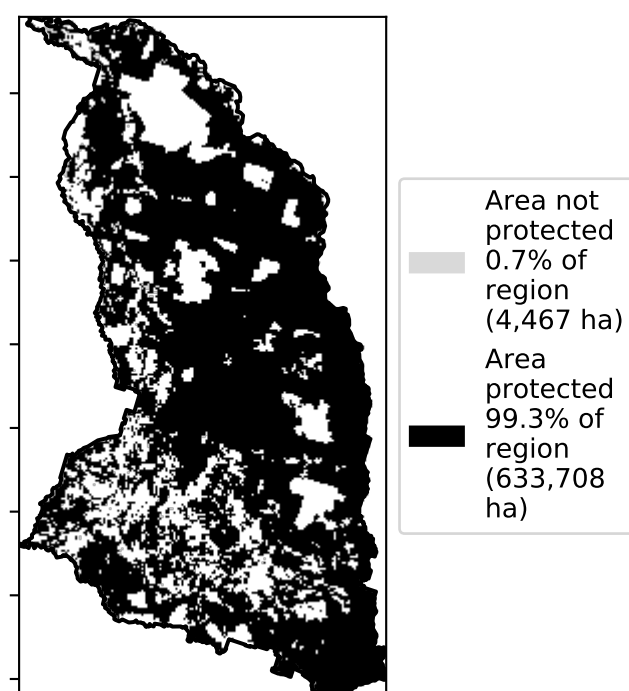 Area not
protected
0.7% of
region
(4,467 ha)
Area
protected
99.3% of
region
(633,708
ha)